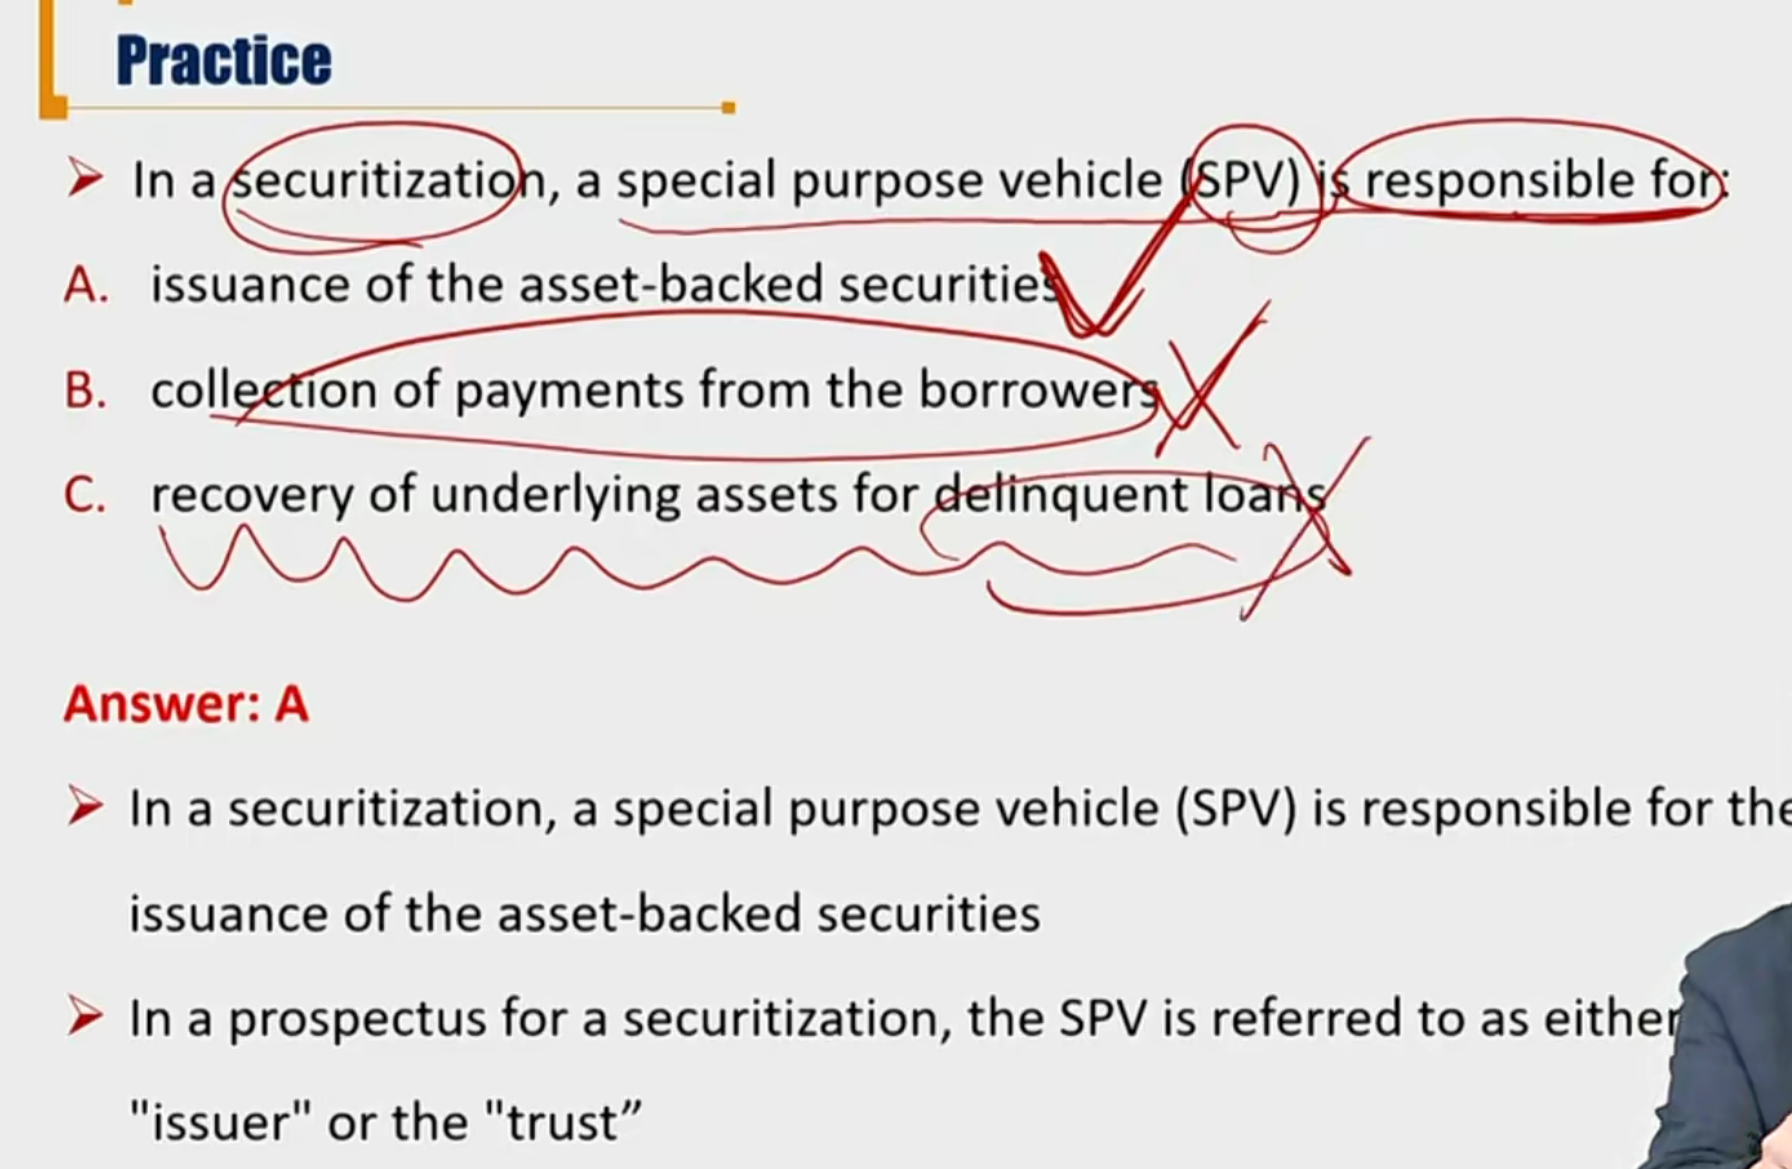 Practice
➢ In a securitization, a special purpose vehicle (SPV) is responsible for:
A. issuance of the asset-backed securities
B. collection of payments from the borrowers
C. recovery of underlying assets for delinquent loans
Answer: A
➢ In a securitization, a special purpose vehicle (SPV) is responsible for the
issuance of the asset-backed securities
➢ In a prospectus for a securitization, the SPV is referred to as either
"issuer" or the "trust”